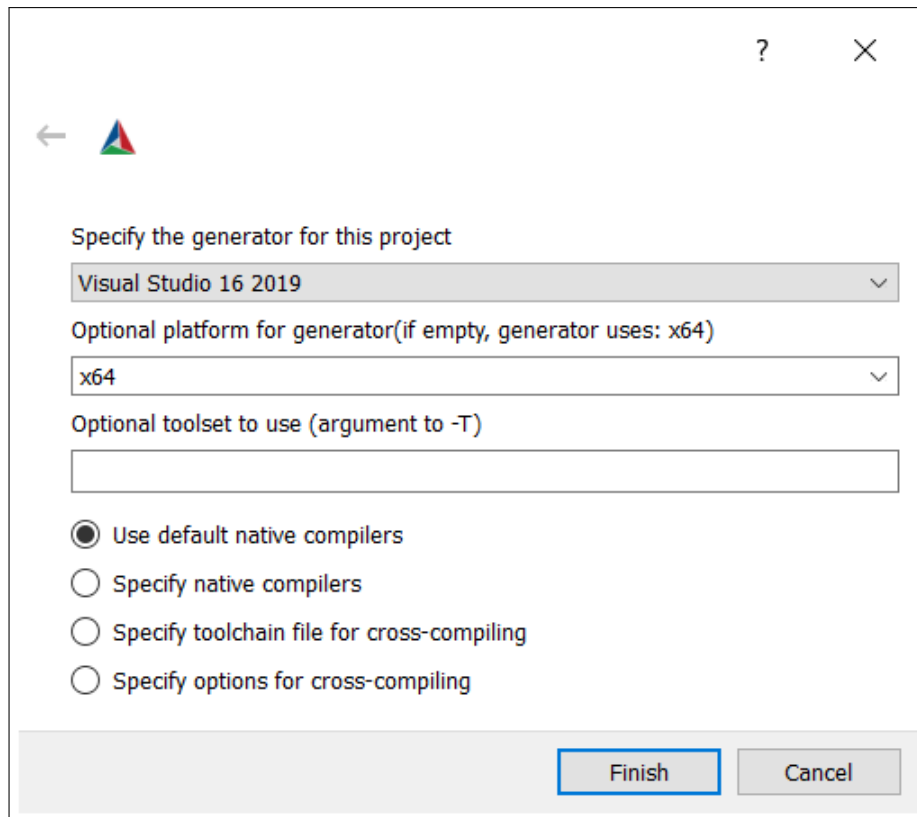 ?
Specify the generator for this project
Visual Studio 16 2019
Optional platform for generator(if empty, generator uses: x64)
x64
Optional toolset to use (argument to -T)
Use default native compilers
Specify native compilers
Specify toolchain file for cross-compiling
Specify options for cross-compiling
Finish Cancel